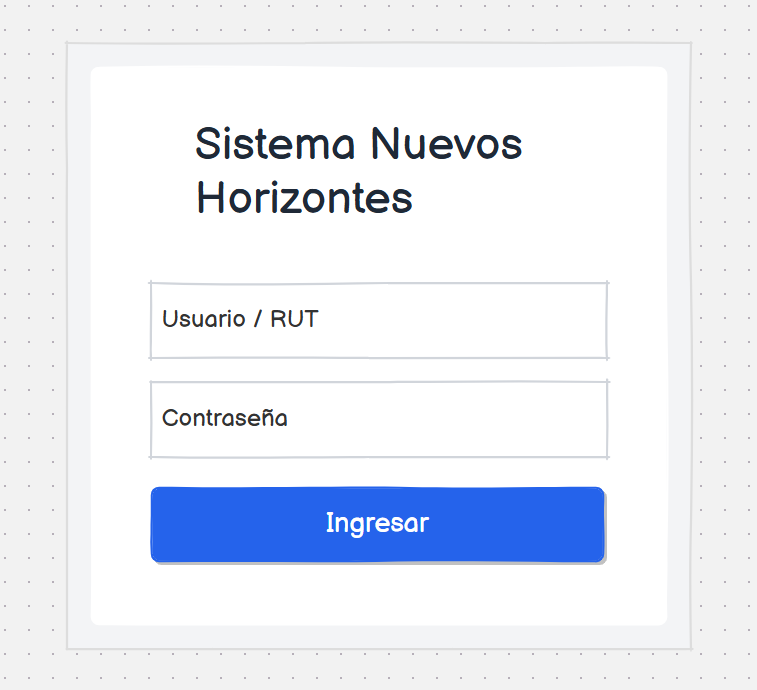 Sistema Nuevos
Horizontes
Usuario / RUT
Contraseña
Ingresar